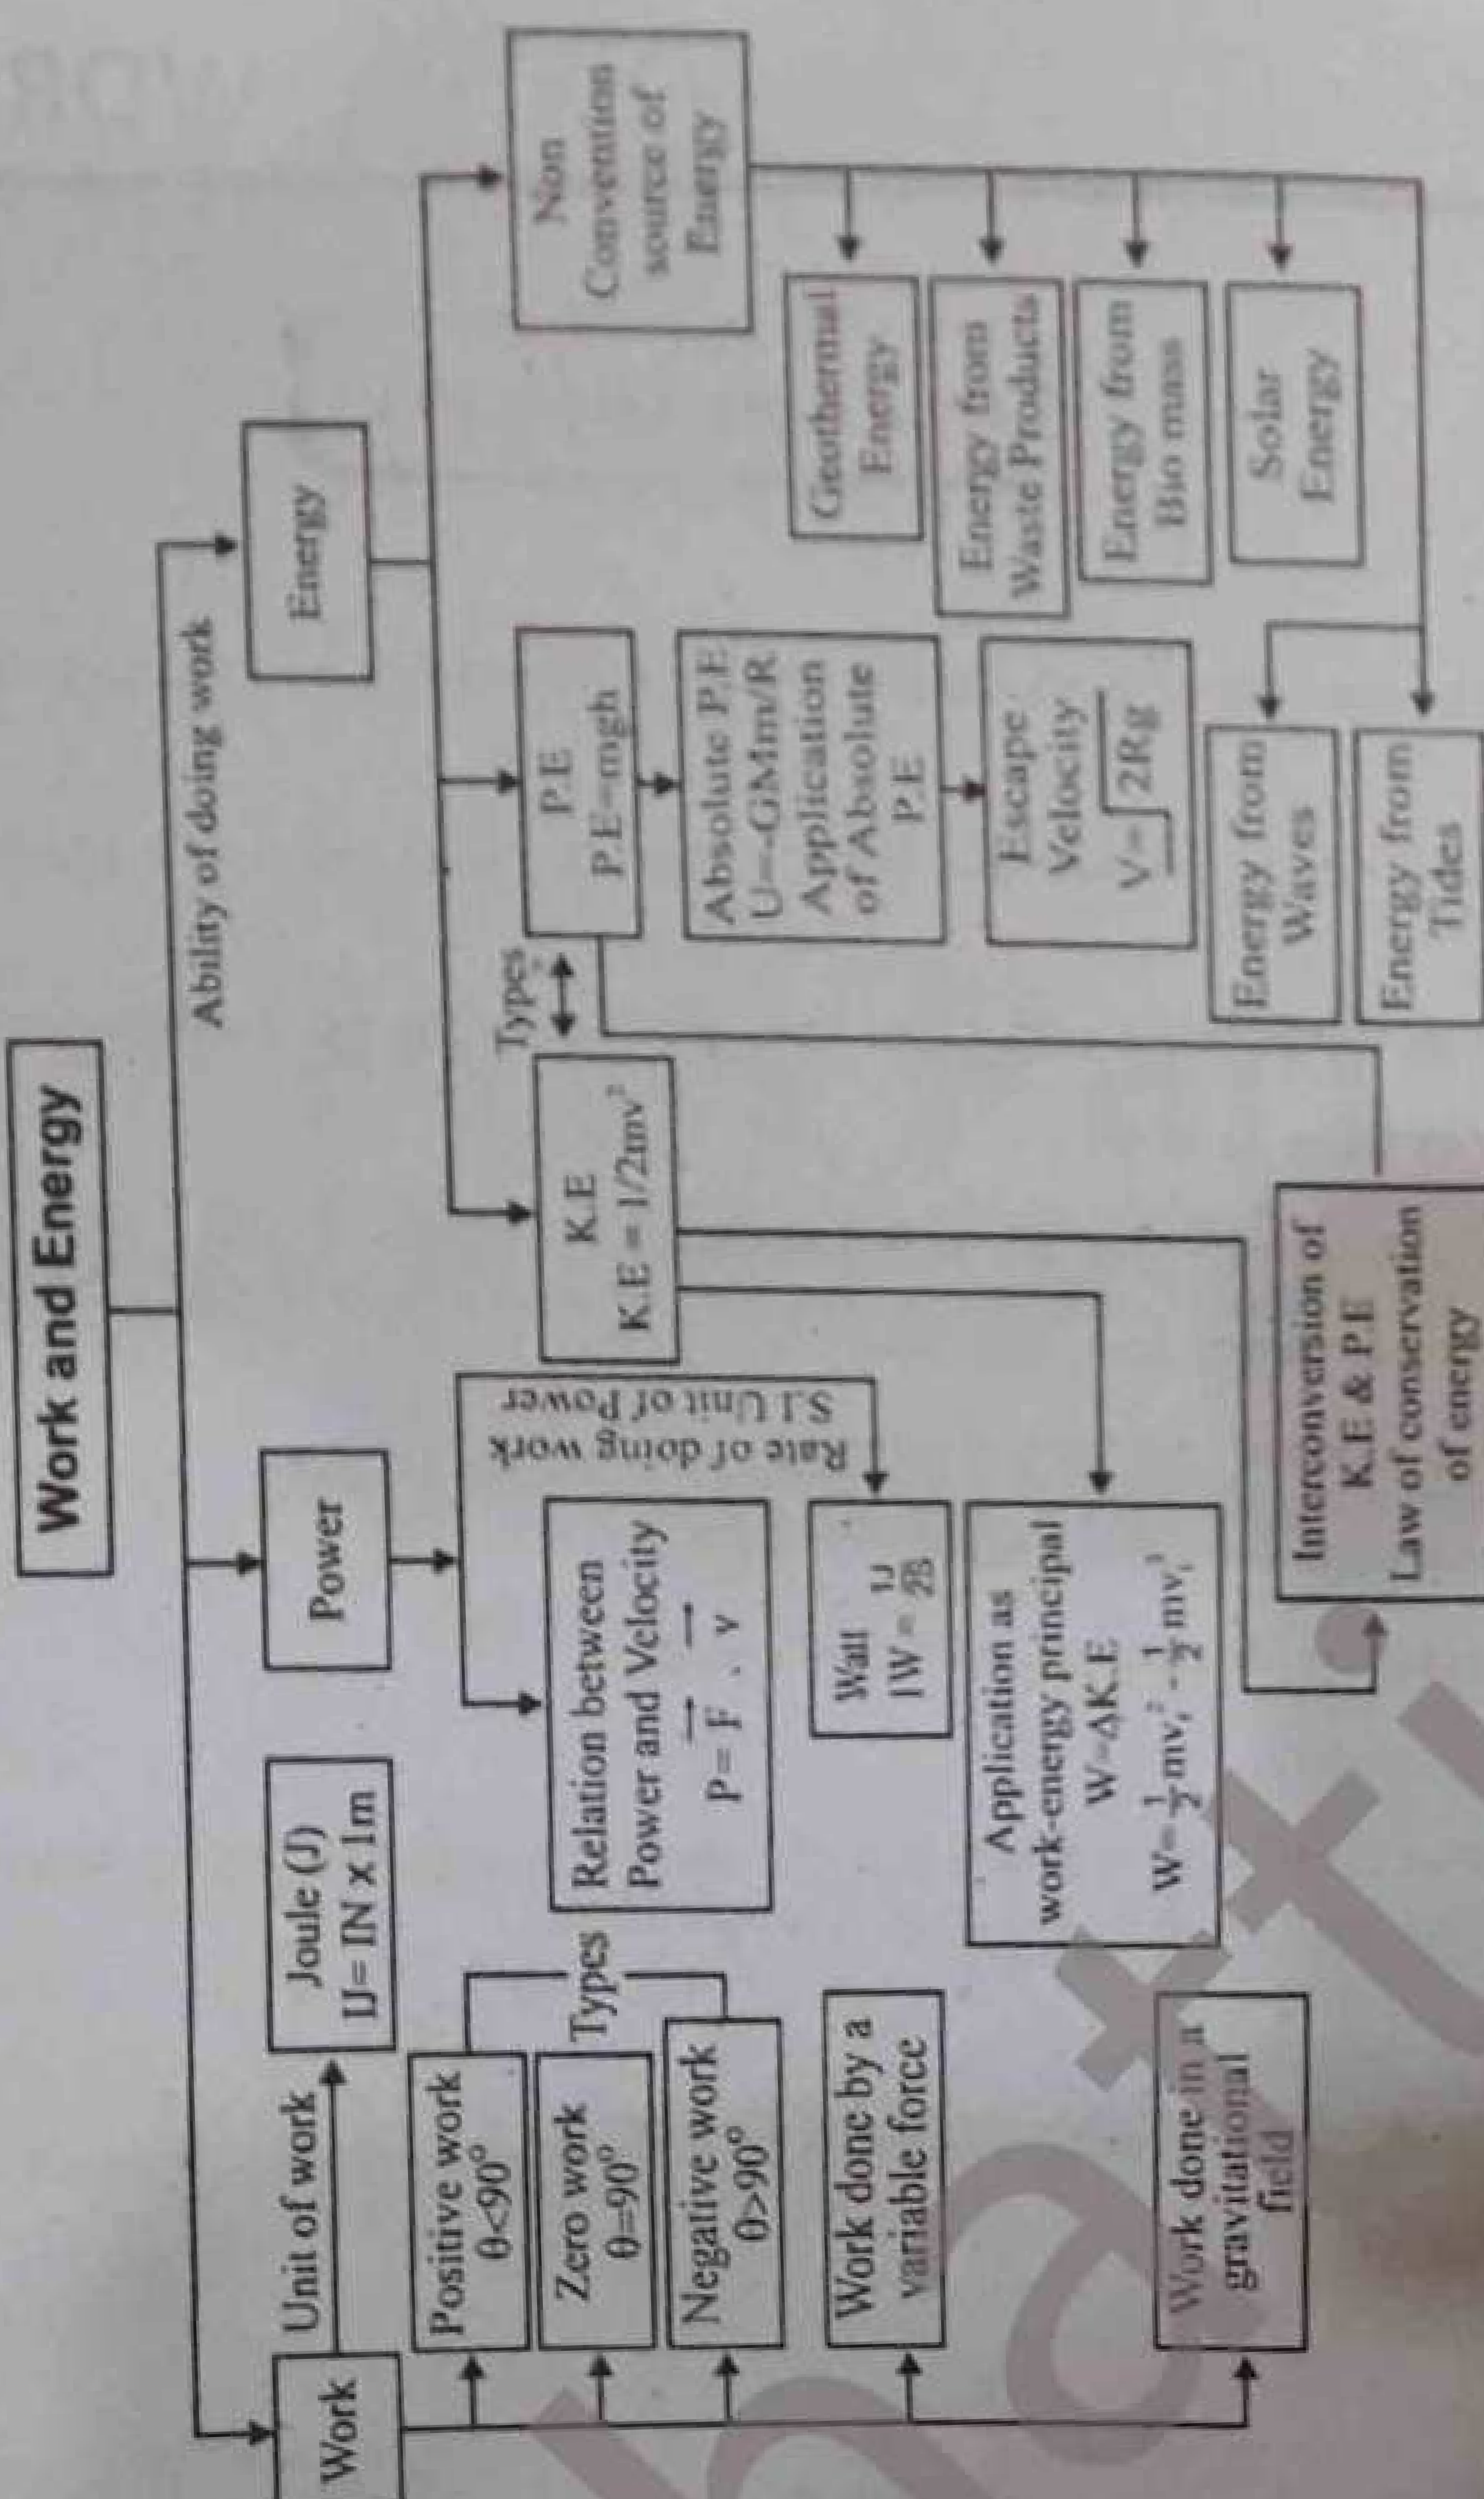 Work and Energy
Ability of doing work
Work
Unit of work
Joule (J)
1J= 1N x 1m
Positive work
θ<90°
Zero work
θ=90°
Negative work
θ>90°
Types
Work done by a
variable force
Work done in a
gravitational
field
Power
Rate of doing work
S.I Unit of Power
Relation between
Power and Velocity
P= F . v
Watt
1W =
Application as
work-energy principal
W=ΔK.E
W= 1/2 mv
Energy
K.E
K.E = 1/2mv²
Types
P.E
P.E=mgh
Absolute P.E
U=-GMm/R
Application
of Absolute
P.E
Escape
Velocity
V=√2Rg
Interconversion of
K.E & P.E
Law of conservation
of energy
Non
Convention
source of
Energy
Geothermal
Energy
Energy from
Waste Products
Energy from
Bio mass
Solar
Energy
Energy from
Waves
Energy from
Tides